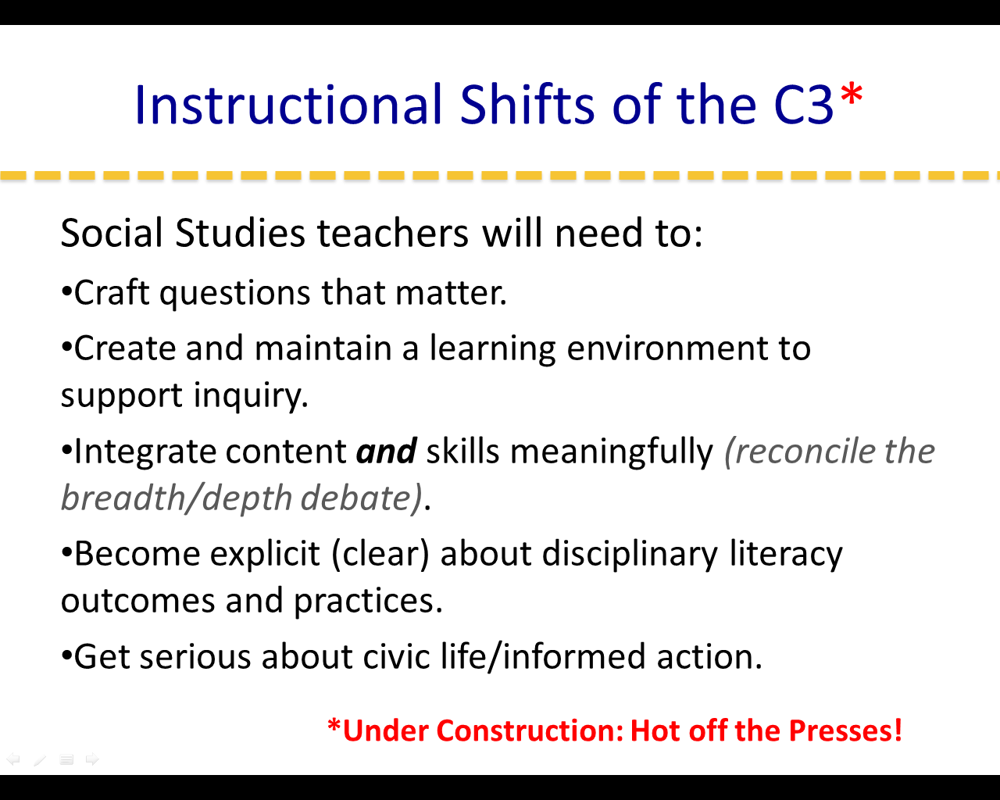 Instructional Shifts of the C3*
Social Studies teachers will need to:
•Craft questions that matter.
•Create and maintain a learning environment to
support inquiry.
•Integrate content and skills meaningfully (reconcile the
breadth/depth debate).
•Become explicit (clear) about disciplinary literacy
outcomes and practices.
•Get serious about civic life/informed action.
*Under Construction: Hot off the Presses!